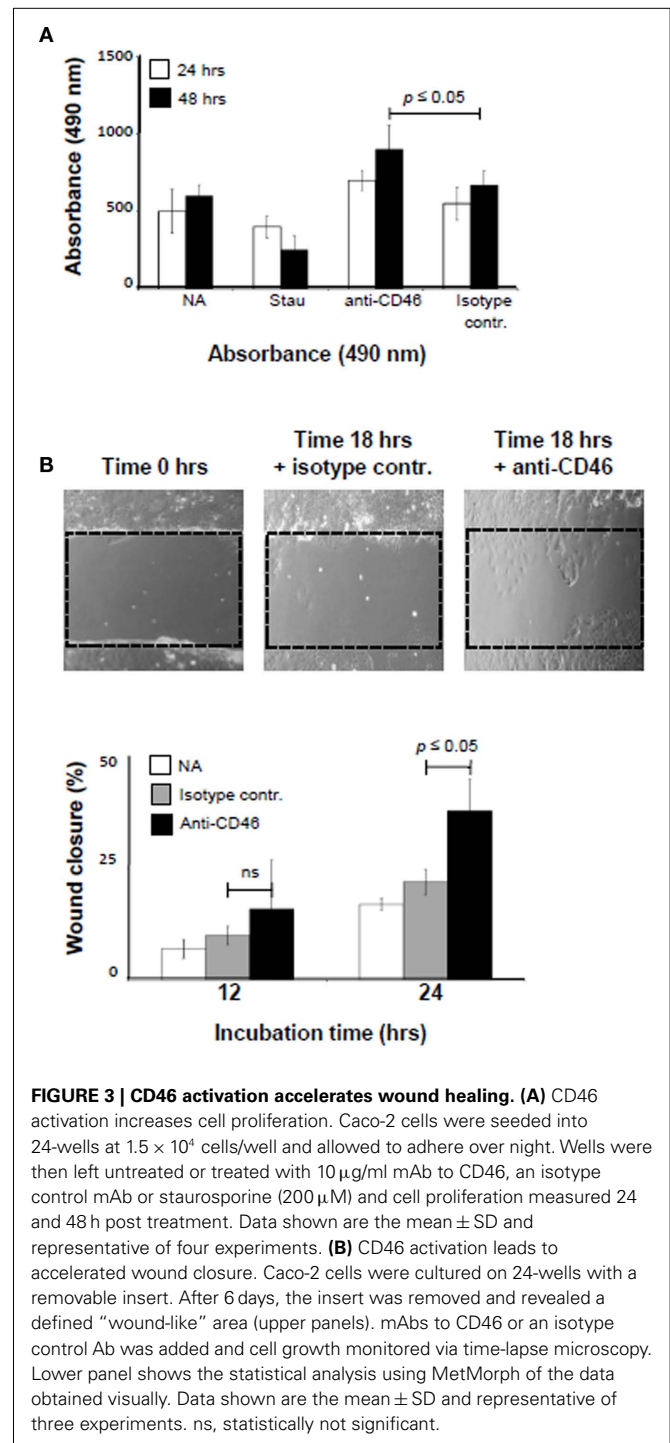 A
Absorbance (490 nm)
1500
1000
500
0
24 hrs
48 hrs
p ≤ 0.05
NA Stau anti-CD46 Isotype
contr.
Absorbance (490 nm)
B
Time 0 hrs
Time 18 hrs
+ isotype contr.
Time 18 hrs
+ anti-CD46
Wound closure (%)
50
25
0
NA
Isotype contr.
Anti-CD46
ns
p ≤ 0.05
12 24
Incubation time (hrs)
FIGURE 3 | CD46 activation accelerates wound healing. (A) CD46
activation increases cell proliferation. Caco-2 cells were seeded into
24-wells at 1.5 × 10⁴ cells/well and allowed to adhere over night. Wells were
then left untreated or treated with 10 μg/ml mAb to CD46, an isotype
control mAb or staurosporine (200 μM) and cell proliferation measured 24
and 48 h post treatment. Data shown are the mean ± SD and
representative of four experiments. (B) CD46 activation leads to
accelerated wound closure. Caco-2 cells were cultured on 24-wells with a
removable insert. After 6 days, the insert was removed and revealed a
defined “wound-like” area (upper panels). mAbs to CD46 or an isotype
control Ab was added and cell growth monitored via time-lapse microscopy.
Lower panel shows the statistical analysis using MetMorph of the data
obtained visually. Data shown are the mean ± SD and representative of
three experiments. ns, statistically not significant.